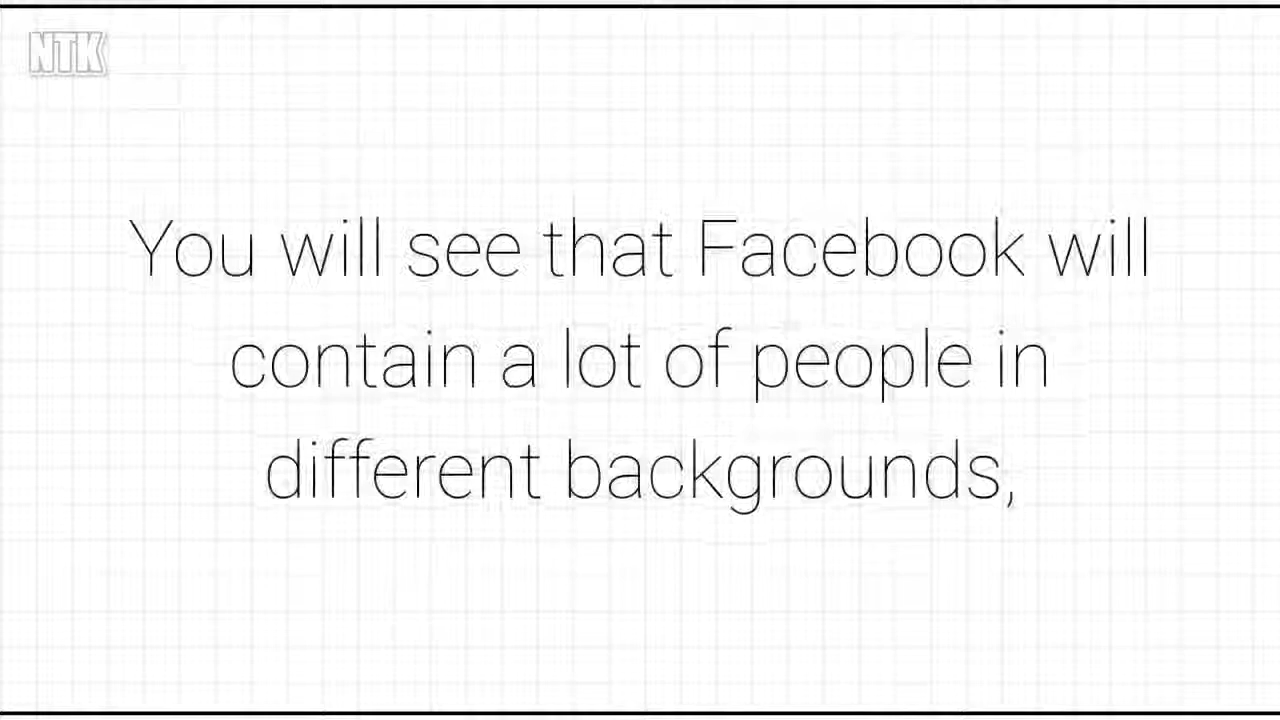 NTK
You will see that Facebook will
contain a lot of people in
different backgrounds,